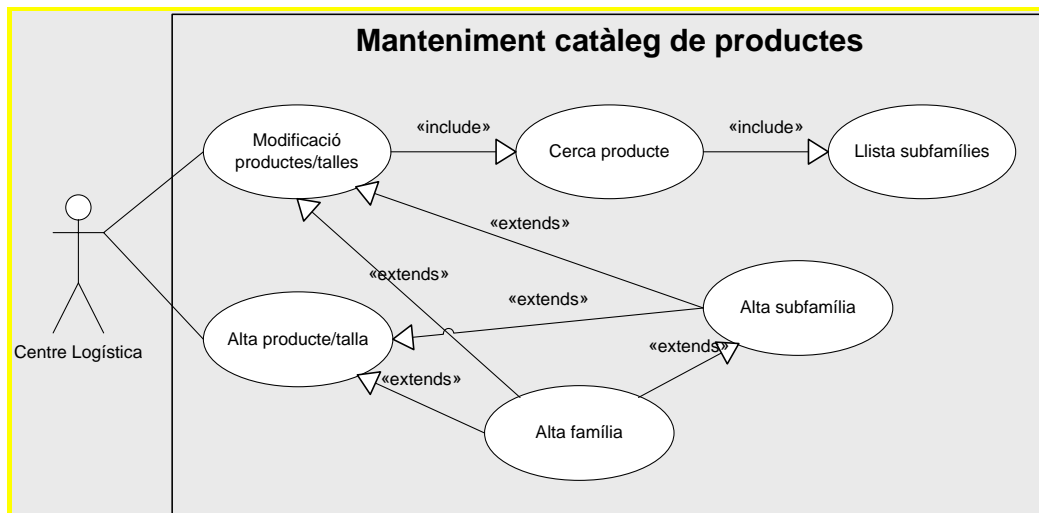 Manteniment catàleg de productes
Modificació
productes/talles
«include»
Cerca producte
«include»
Llista subfamílies
«extends»
«extends»
«extends»
Alta subfamília
Centre Logística
Alta producte/talla
«extends»
«extends»
Alta família